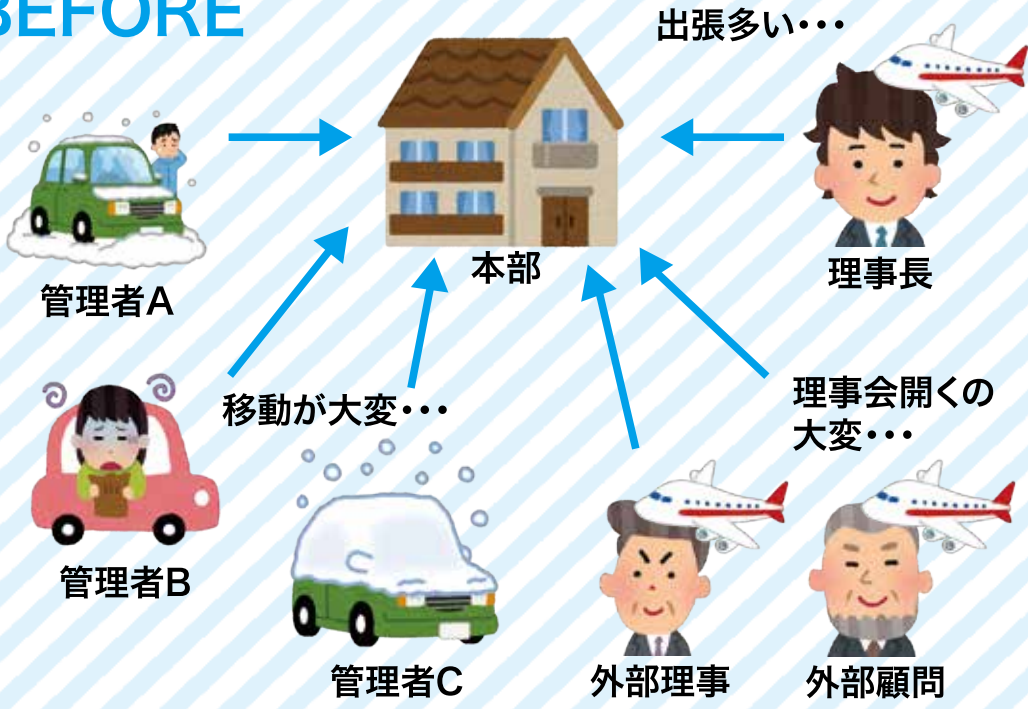 BEFORE
出張多い・・・
本部
理事長
管理者A
移動が大変・・・
理事会開くの
大変・・・
管理者B
管理者C
外部理事
外部顧問